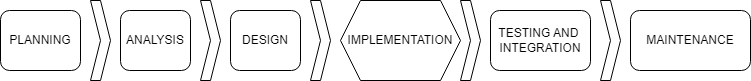 PLANNING
ANALYSIS
DESIGN
IMPLEMENTATION
TESTING AND
INTEGRATION
MAINTENANCE